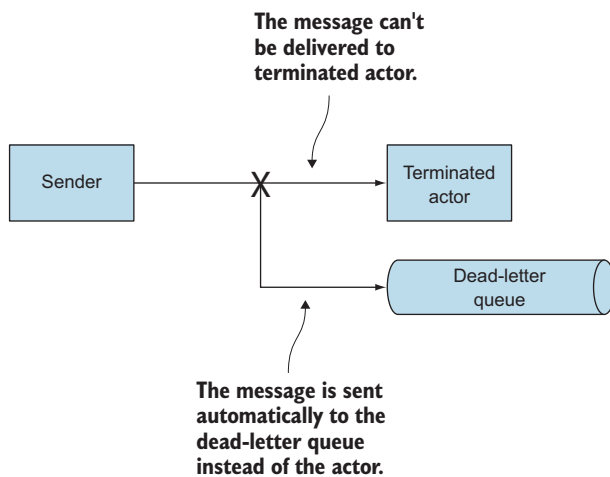 The message can't
be delivered to
terminated actor.
Sender
X
Terminated
actor
Dead-letter
queue
The message is sent
automatically to the
dead-letter queue
instead of the actor.